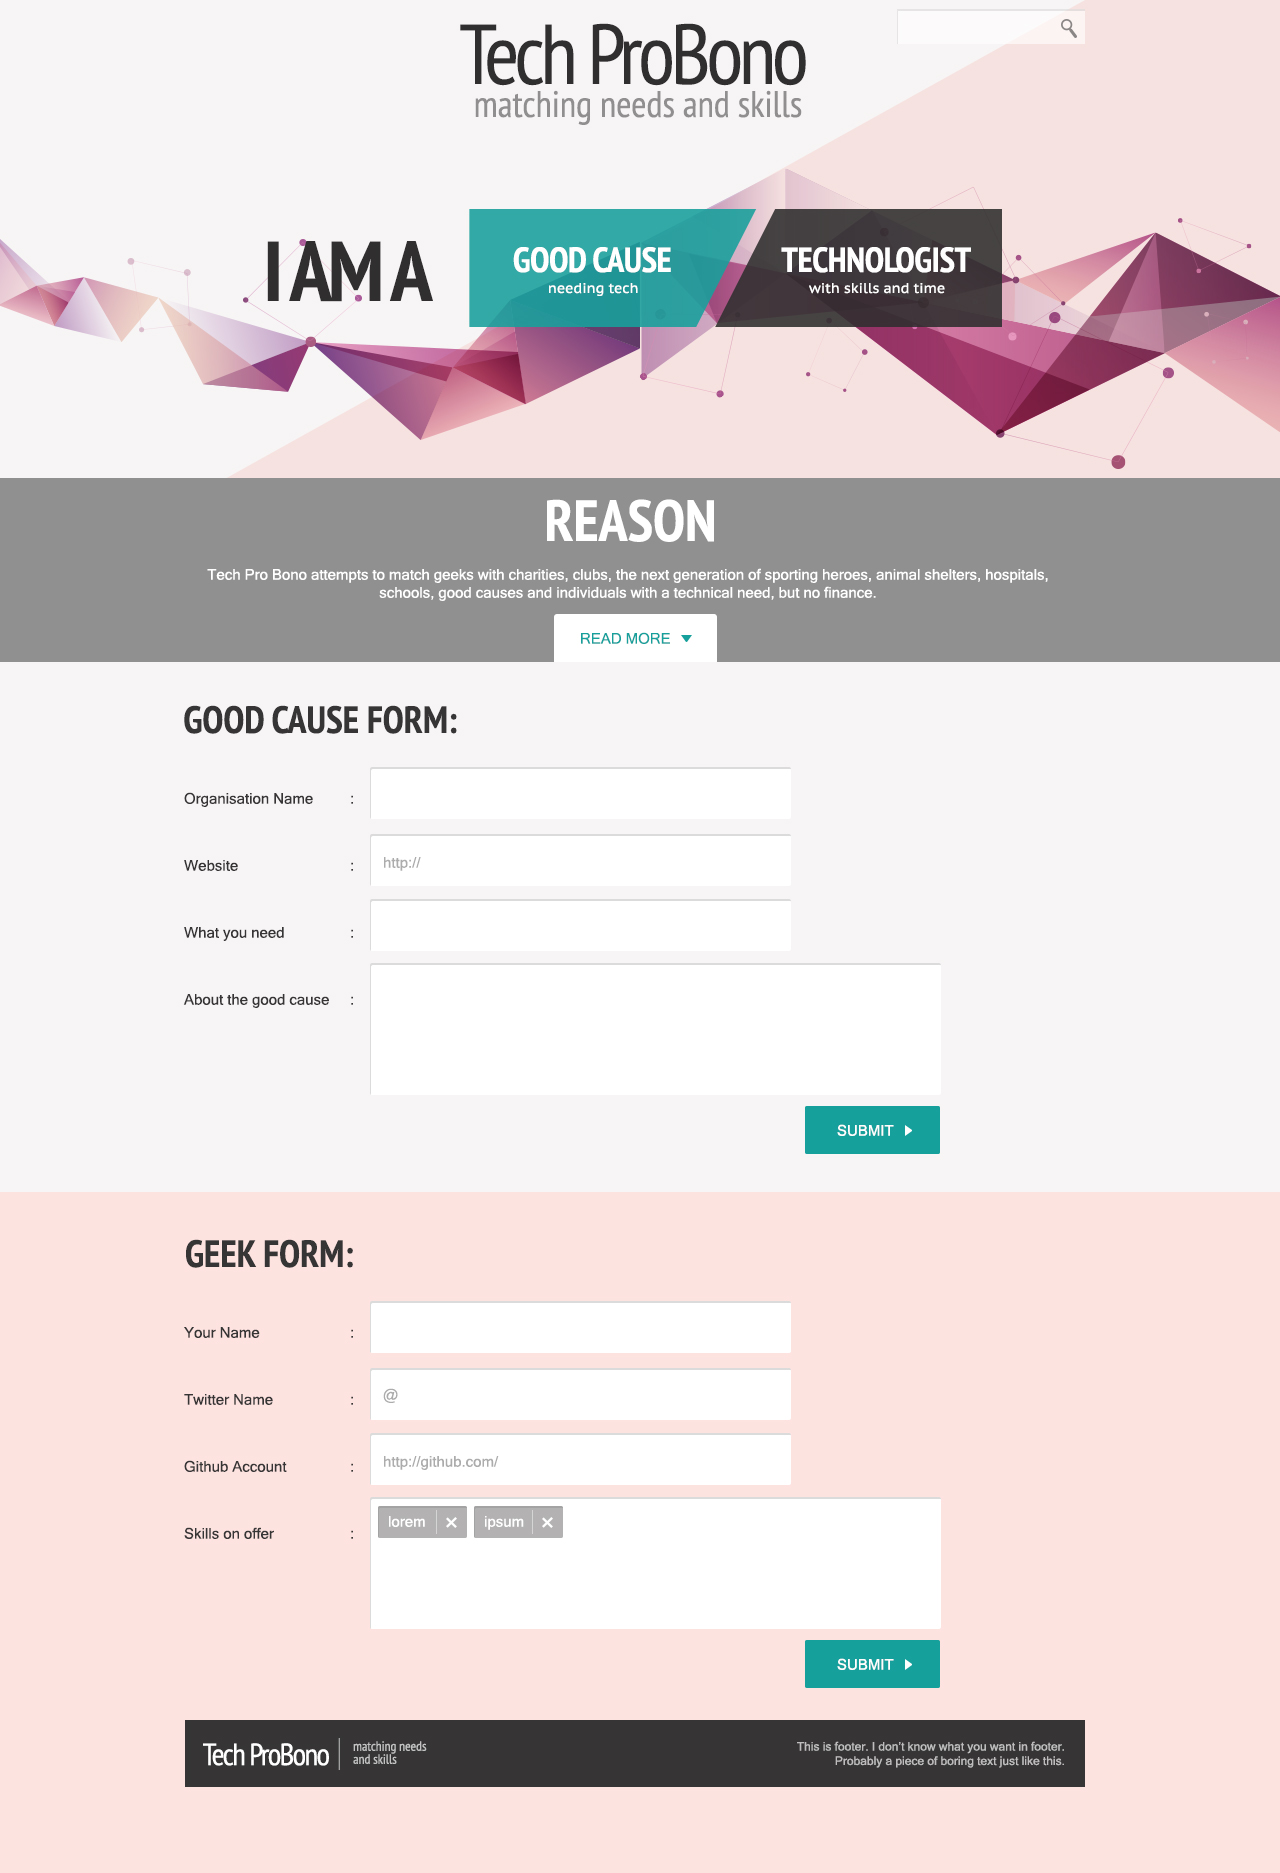 Tech ProBono
matching needs and skills
I AM A
GOOD CAUSE
needing tech
TECHNOLOGIST
with skills and time
REASON
Tech Pro Bono attempts to match geeks with charities, clubs, the next generation of sporting heroes, animal shelters, hospitals,
schools, good causes and individuals with a technical need, but no finance.
READ MORE
GOOD CAUSE FORM:
Organisation Name :
Website : http://
What you need :
About the good cause :
SUBMIT
GEEK FORM:
Your Name :
Twitter Name : @
Github Account : http://github.com/
Skills on offer : lorem × ipsum ×
SUBMIT
Tech ProBono
matching needs
and skills
This is footer. I don't know what you want in footer.
Probably a piece of boring text just like this.